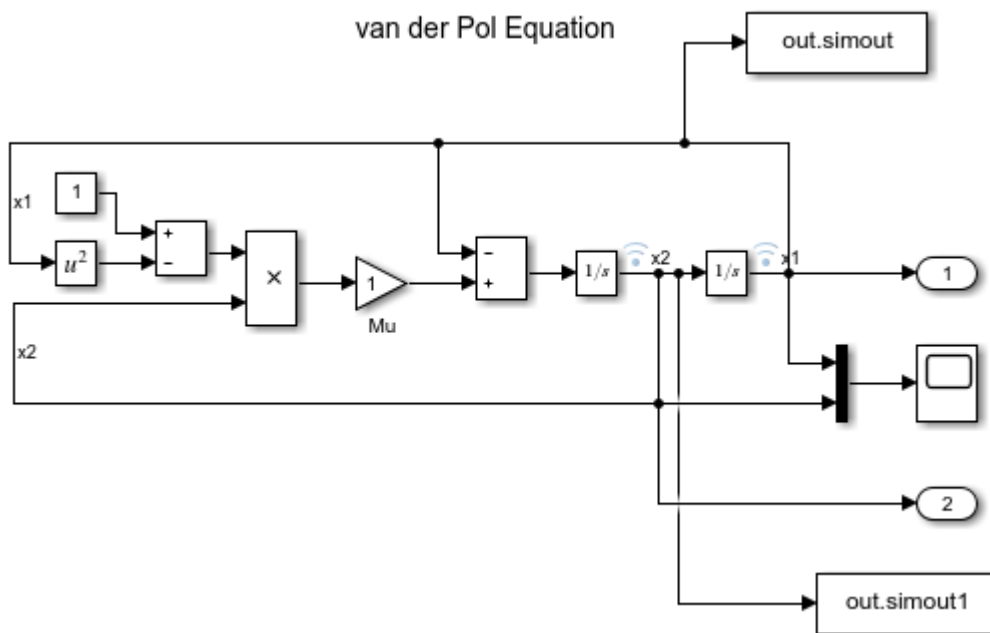 van der Pol Equation
out.simout
x1
1
+
−
u²
×
1
Mu
−
+
1/s
x2
1/s
x1
1
x2
2
out.simout1